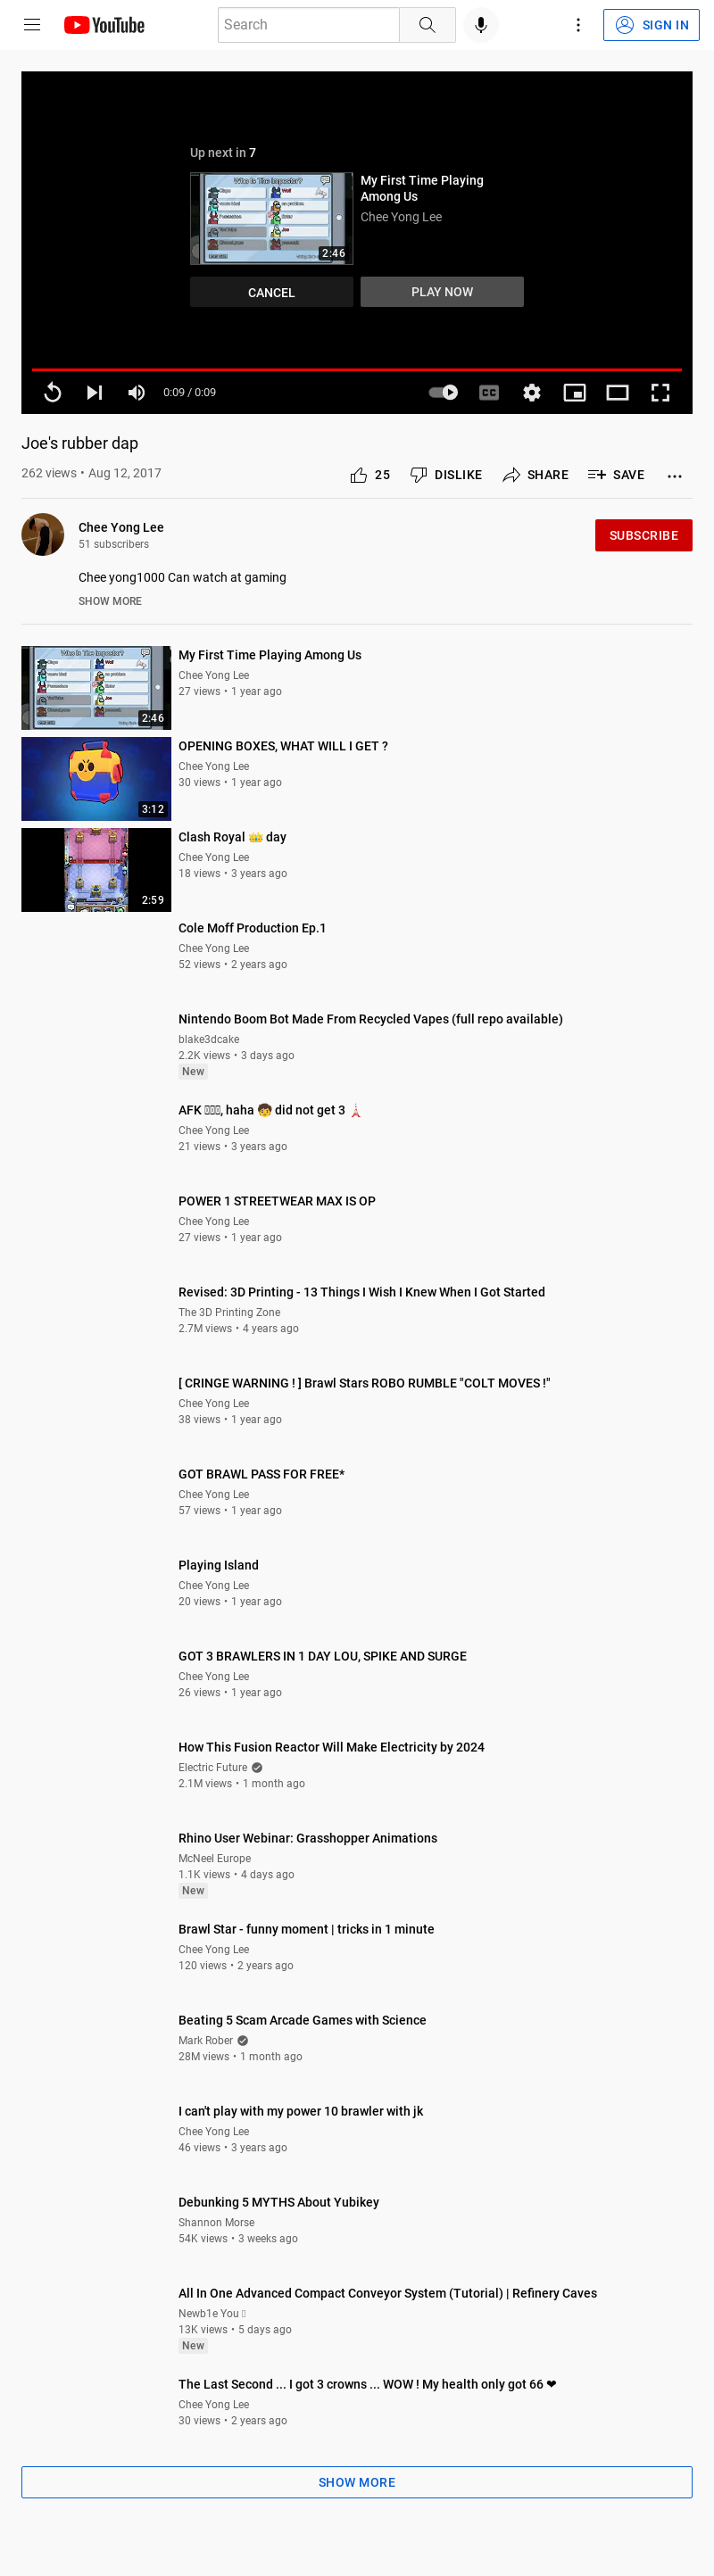 YouTube
Search
SIGN IN
Up next in 7
Who Is The Impostor?
2:46
My First Time Playing
Among Us
Chee Yong Lee
CANCEL
PLAY NOW
0:09 / 0:09
CC
Joe's rubber dap
262 views • Aug 12, 2017
25
DISLIKE
SHARE
SAVE
Chee Yong Lee
51 subscribers
SUBSCRIBE
Chee yong1000 Can watch at gaming
SHOW MORE
Who Is The Impostor?
2:46
My First Time Playing Among Us
Chee Yong Lee
27 views • 1 year ago
3:12
OPENING BOXES, WHAT WILL I GET ?
Chee Yong Lee
30 views • 1 year ago
2:59
Clash Royal 👑 day
Chee Yong Lee
18 views • 3 years ago
Cole Moff Production Ep.1
Chee Yong Lee
52 views • 2 years ago
Nintendo Boom Bot Made From Recycled Vapes (full repo available)
blake3dcake
2.2K views • 3 days ago
New
AFK , haha 🧒 did not get 3 🗼
Chee Yong Lee
21 views • 3 years ago
POWER 1 STREETWEAR MAX IS OP
Chee Yong Lee
27 views • 1 year ago
Revised: 3D Printing - 13 Things I Wish I Knew When I Got Started
The 3D Printing Zone
2.7M views • 4 years ago
[ CRINGE WARNING ! ] Brawl Stars ROBO RUMBLE "COLT MOVES !"
Chee Yong Lee
38 views • 1 year ago
GOT BRAWL PASS FOR FREE*
Chee Yong Lee
57 views • 1 year ago
Playing Island
Chee Yong Lee
20 views • 1 year ago
GOT 3 BRAWLERS IN 1 DAY LOU, SPIKE AND SURGE
Chee Yong Lee
26 views • 1 year ago
How This Fusion Reactor Will Make Electricity by 2024
Electric Future
2.1M views • 1 month ago
Rhino User Webinar: Grasshopper Animations
McNeel Europe
1.1K views • 4 days ago
New
Brawl Star - funny moment | tricks in 1 minute
Chee Yong Lee
120 views • 2 years ago
Beating 5 Scam Arcade Games with Science
Mark Rober
28M views • 1 month ago
I can't play with my power 10 brawler with jk
Chee Yong Lee
46 views • 3 years ago
Debunking 5 MYTHS About Yubikey
Shannon Morse
54K views • 3 weeks ago
All In One Advanced Compact Conveyor System (Tutorial) | Refinery Caves
Newb1e You
13K views • 5 days ago
New
The Last Second ... I got 3 crowns ... WOW ! My health only got 66 ❤
Chee Yong Lee
30 views • 2 years ago
SHOW MORE